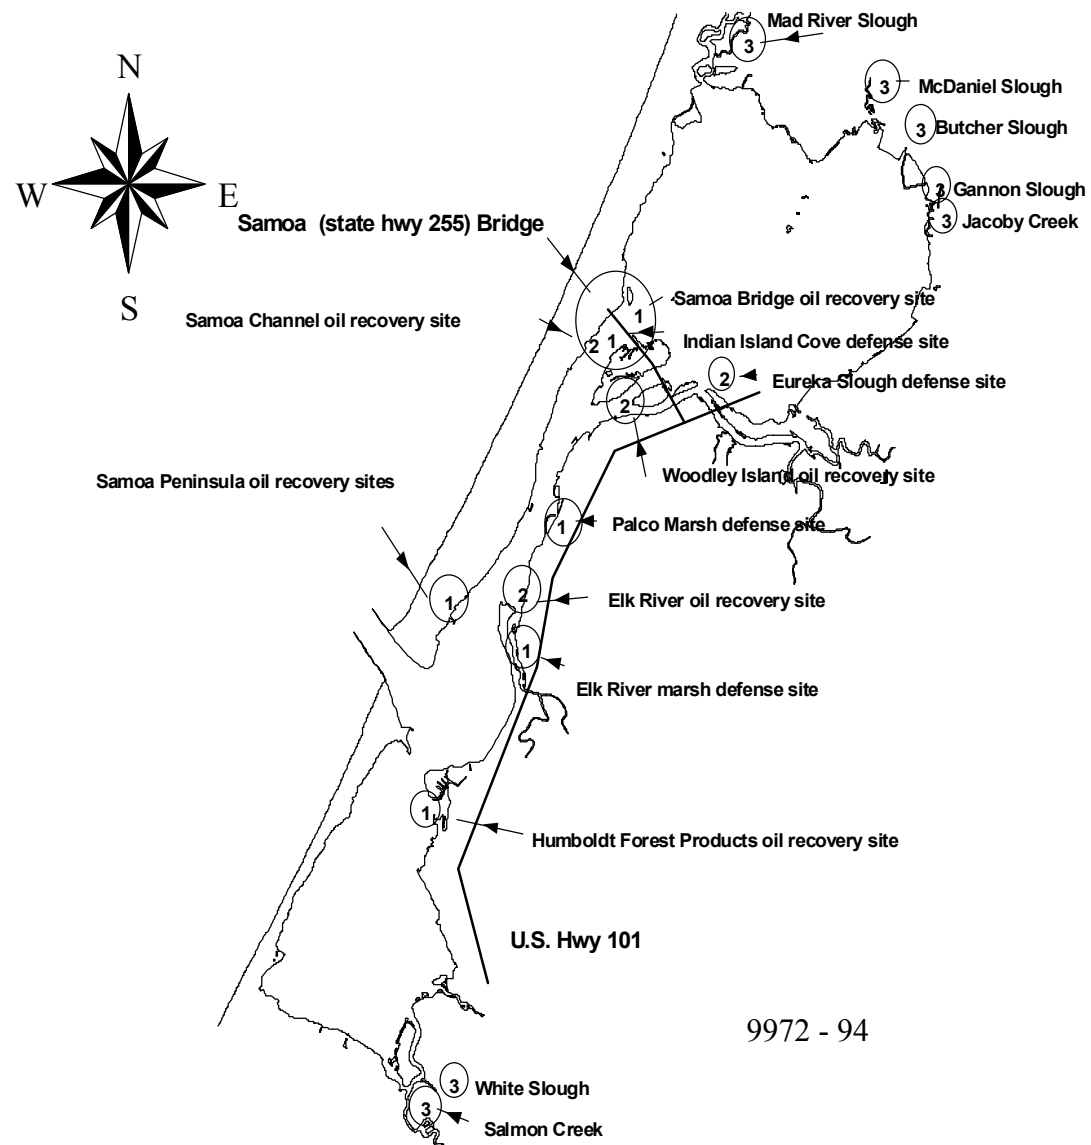 Mad River Slough
3
N
3
McDaniel Slough
3
Butcher Slough
W
E
3
Gannon Slough
3
Jacoby Creek
Samoa (state hwy 255) Bridge
S
Samoa Bridge oil recovery site
1
Samoa Channel oil recovery site
2
1
Indian Island Cove defense site
2
Eureka Slough defense site
2
Woodley Island oil recovery site
Samoa Peninsula oil recovery sites
1
Palco Marsh defense site
1
2
Elk River oil recovery site
1
Elk River marsh defense site
1
Humboldt Forest Products oil recovery site
U.S. Hwy 101
9972 - 94
3
White Slough
3
Salmon Creek